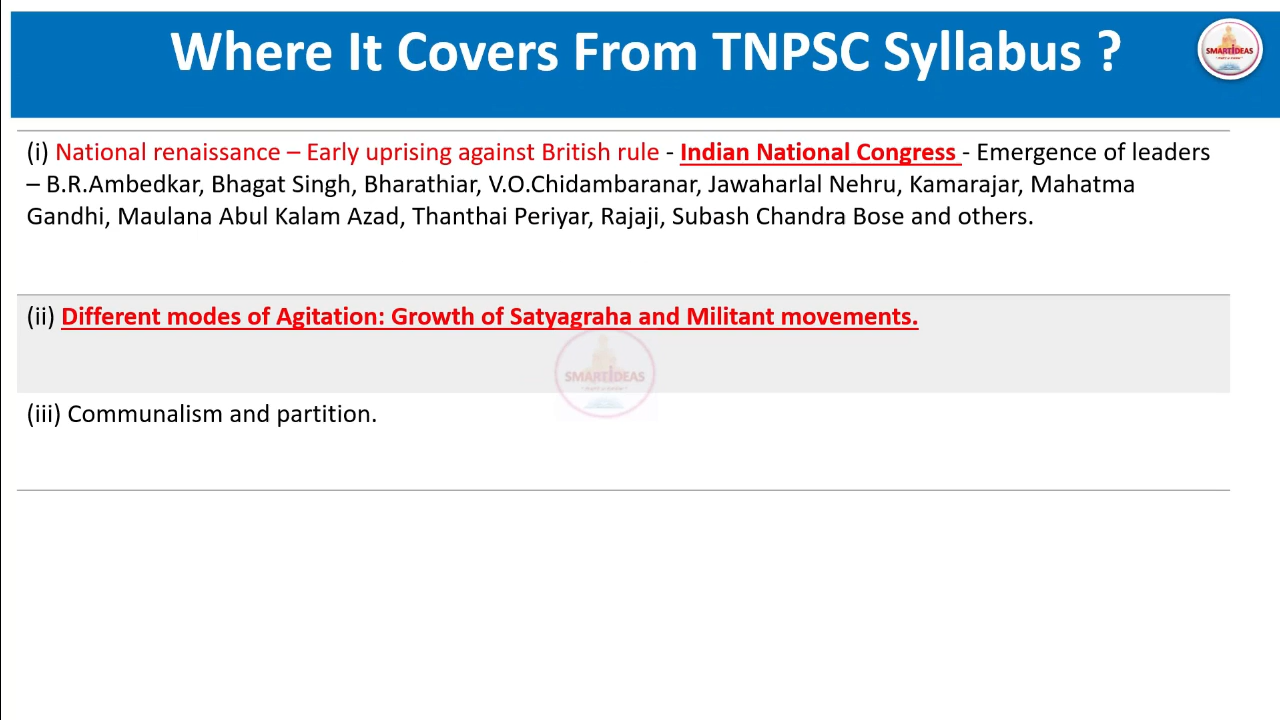 Where It Covers From TNPSC Syllabus ?
SMARTIDEAS
(i) National renaissance – Early uprising against British rule - Indian National Congress - Emergence of leaders
– B.R.Ambedkar, Bhagat Singh, Bharathiar, V.O.Chidambaranar, Jawaharlal Nehru, Kamarajar, Mahatma
Gandhi, Maulana Abul Kalam Azad, Thanthai Periyar, Rajaji, Subash Chandra Bose and others.
(ii) Different modes of Agitation: Growth of Satyagraha and Militant movements.
SMARTIDEAS
(iii) Communalism and partition.